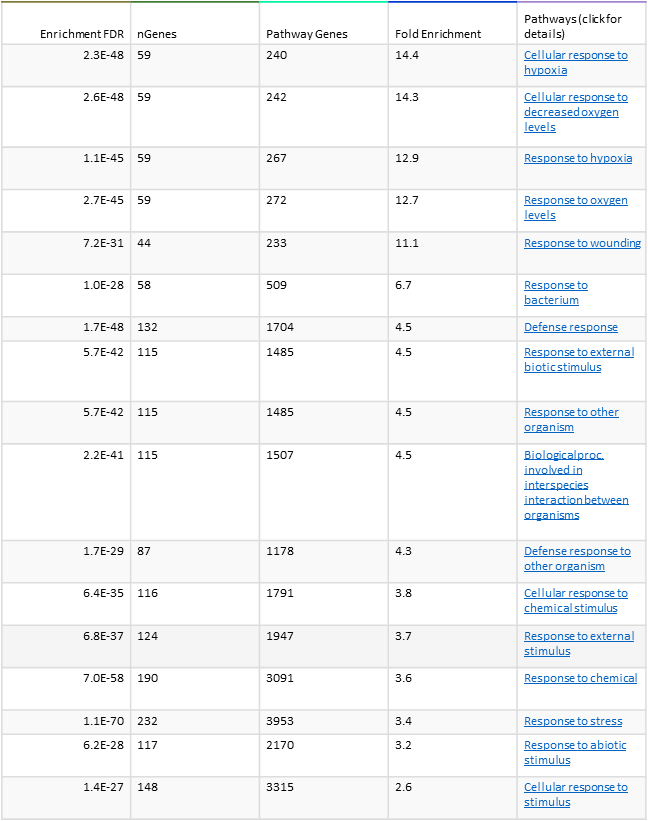 Enrichment FDR nGenes Pathway Genes Fold Enrichment Pathways (click for
details)
2.3E-48 59 240 14.4 Cellular response to
hypoxia
2.6E-48 59 242 14.3 Cellular response to
decreased oxygen
levels
1.1E-45 59 267 12.9 Response to hypoxia
2.7E-45 59 272 12.7 Response to oxygen
levels
7.2E-31 44 233 11.1 Response to wounding
1.0E-28 58 509 6.7 Response to
bacterium
1.7E-48 132 1704 4.5 Defense response
5.7E-42 115 1485 4.5 Response to external
biotic stimulus
5.7E-42 115 1485 4.5 Response to other
organism
2.2E-41 115 1507 4.5 Biological proc.
involved in
interspecies
interaction between
organisms
1.7E-29 87 1178 4.3 Defense response to
other organism
6.4E-35 116 1791 3.8 Cellular response to
chemical stimulus
6.8E-37 124 1947 3.7 Response to external
stimulus
7.0E-58 190 3091 3.6 Response to chemical
1.1E-70 232 3953 3.4 Response to stress
6.2E-28 117 2170 3.2 Response to abiotic
stimulus
1.4E-27 148 3315 2.6 Cellular response to
stimulus